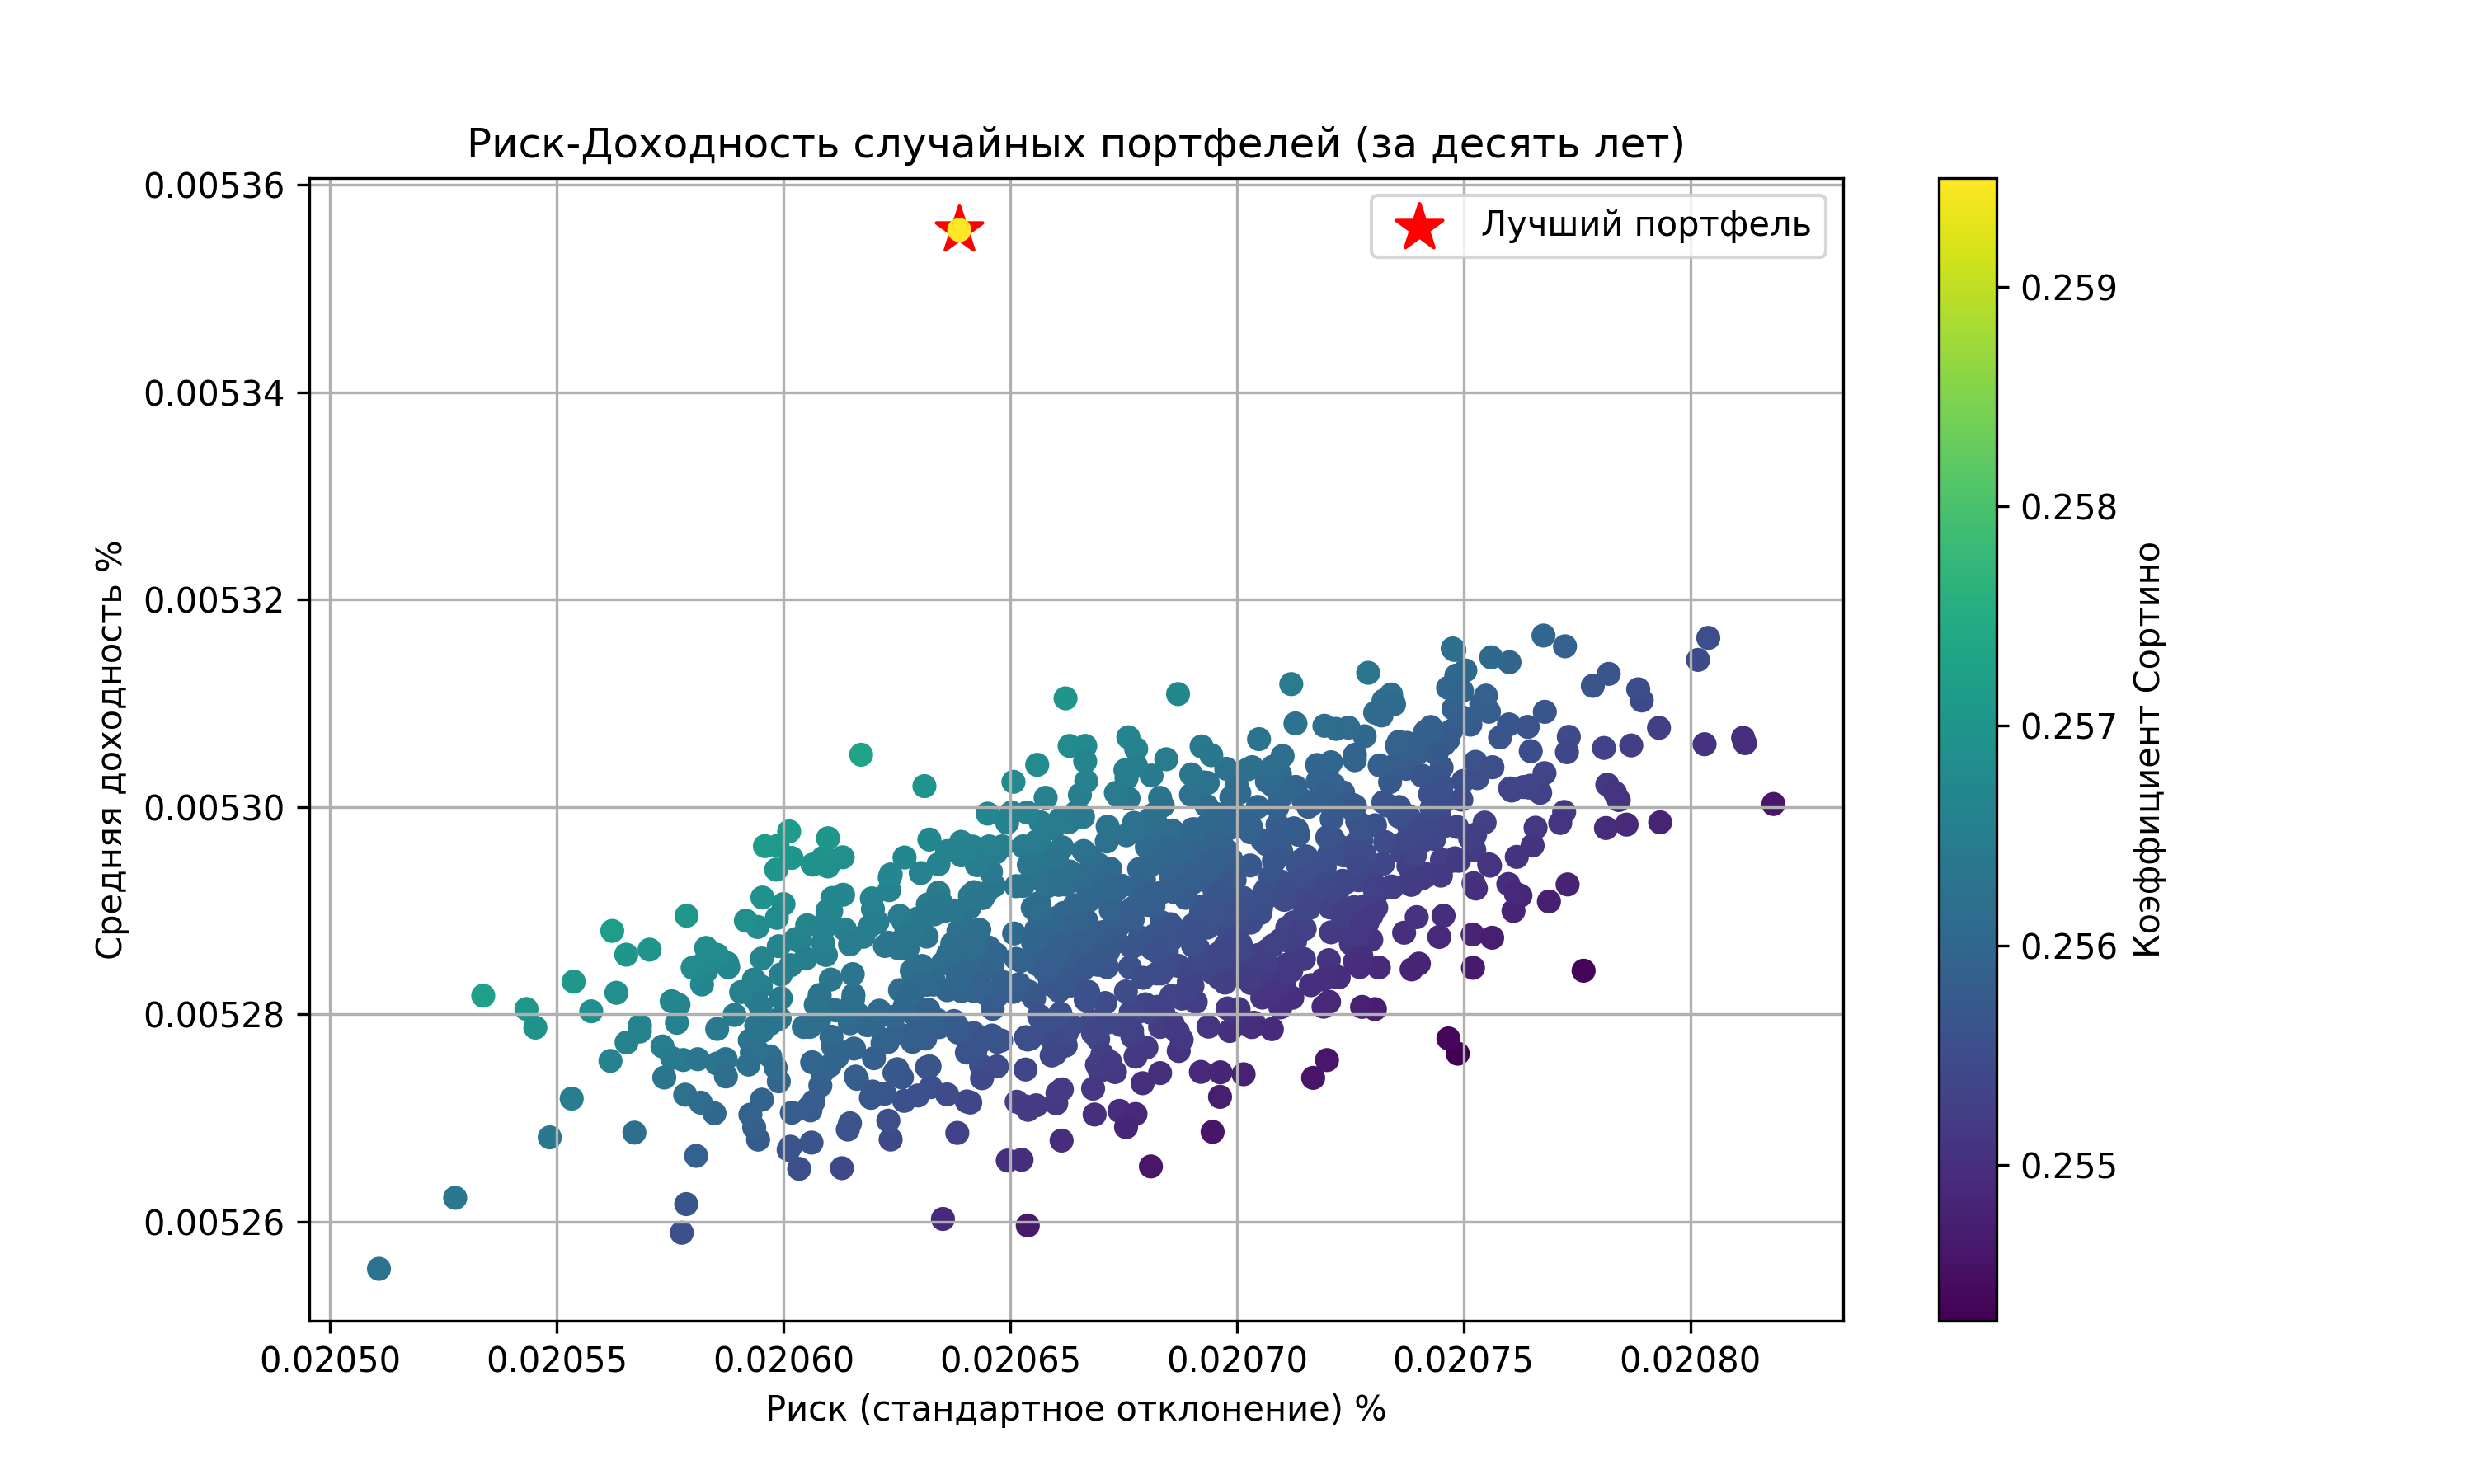 Риск-Доходность случайных портфелей (за десять лет)
Лучший портфель
Средняя доходность %
0.00536
0.00534
0.00532
0.00530
0.00528
0.00526
0.02050 0.02055 0.02060 0.02065 0.02070 0.02075 0.02080
Риск (стандартное отклонение) %
0.259
0.258
0.257
0.256
0.255
Коэффициент Сортино